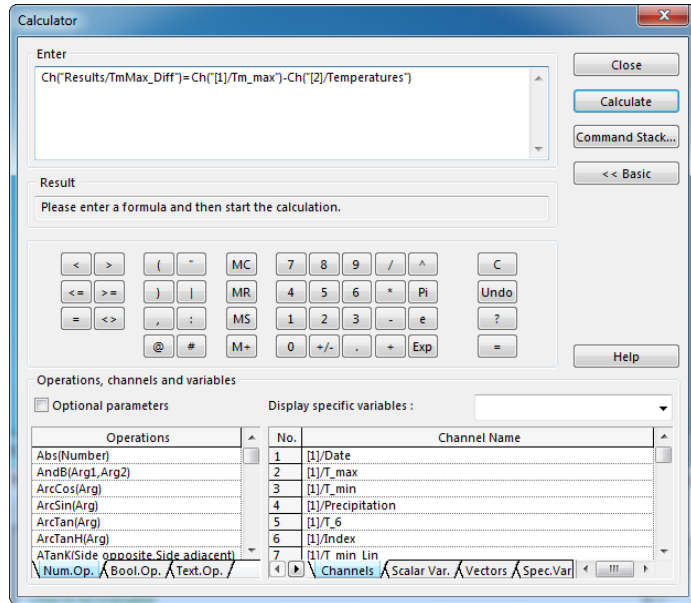 Calculator
x
Enter
Ch("Results/TmMax_Diff")=Ch("[1]/Tm_max")-Ch("[2]/Temperatures")
Close
Calculate
Command Stack...
<< Basic
Result
Please enter a formula and then start the calculation.
< > ( " MC 7 8 9 / ^ C
<= >= ) | MR 4 5 6 * Pi Undo
= <> , : MS 1 2 3 - e ?
@ # M+ 0 +/- . + Exp =
Help
Operations, channels and variables
Optional parameters Display specific variables :
Operations No. Channel Name
Abs(Number) 1 [1]/Date
AndB(Arg1,Arg2) 2 [1]/T_max
ArcCos(Arg) 3 [1]/T_min
ArcSin(Arg) 4 [1]/Precipitation
ArcTan(Arg) 5 [1]/T_6
ArcTanH(Arg) 6 [1]/Index
ATanK(Side opposite,Side adjacent) 7 [1]/T_min_Lin
Num.Op. Bool.Op. Text.Op. Channels Scalar Var. Vectors Spec.Var